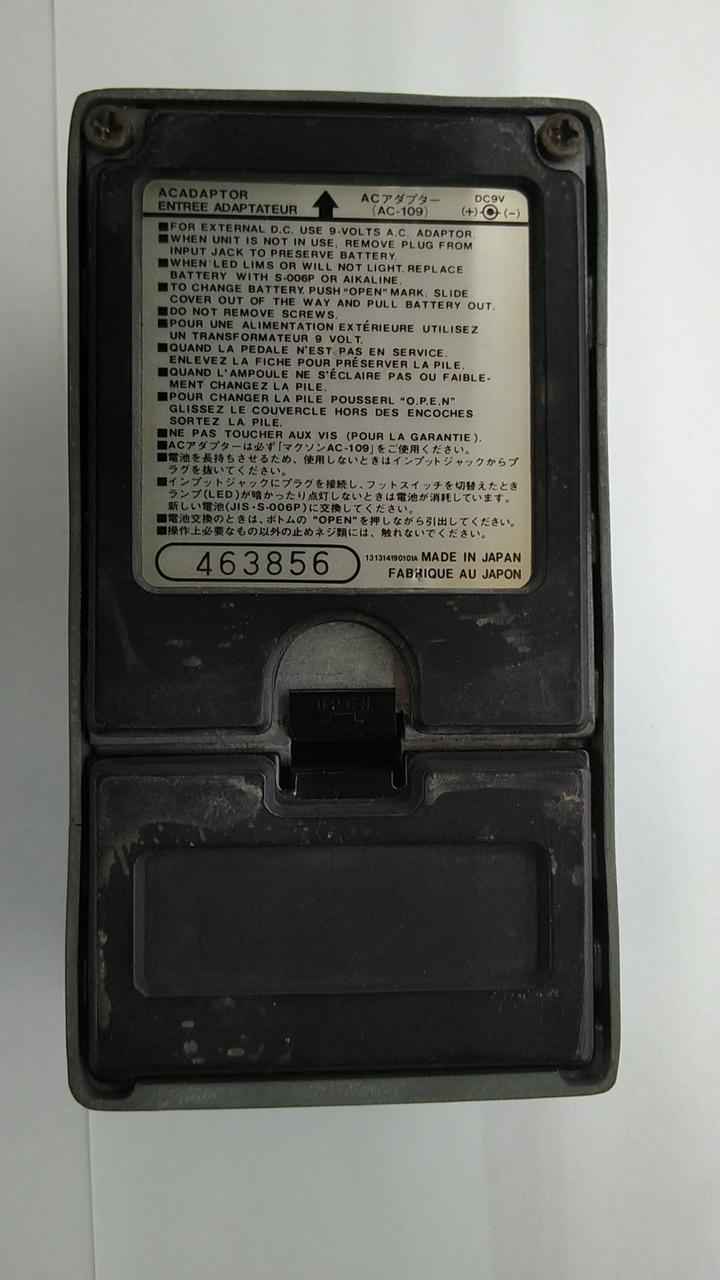 ACADAPTOR
ENTREE ADAPTATEUR
ACアダプター
(AC-109)
DC9V
(+) (-)
■FOR EXTERNAL D.C. USE 9-VOLTS A.C. ADAPTOR.
■WHEN UNIT IS NOT IN USE, REMOVE PLUG FROM
INPUT JACK TO PRESERVE BATTERY.
■WHEN LED LIMS OR WILL NOT LIGHT. REPLACE
BATTERY WITH S-006P OR AIKALINE.
■TO CHANGE BATTERY. PUSH "OPEN" MARK. SLIDE
COVER OUT OF THE WAY AND PULL BATTERY OUT.
■DO NOT REMOVE SCREWS.
■POUR UNE ALIMENTATION EXTÉRIEURE UTILISEZ
UN TRANSFORMATEUR 9 VOLT.
■QUAND LA PEDALE N'EST PAS EN SERVICE.
ENLEVEZ LA FICHE POUR PRÉSERVER LA PILE.
■QUAND L'AMPOULE NE S'ÉCLAIRE PAS OU FAIBLE-
MENT CHANGEZ LA PILE.
■POUR CHANGER LA PILE POUSSERL "O.P.E.N"
GLISSEZ LE COUVERCLE HORS DES ENCOCHES
SORTEZ LA PILE.
■NE PAS TOUCHER AUX VIS (POUR LA GARANTIE).
■ACアダプターは必ず「マクソンAC-109」をご使用ください。
■電池を長持ちさせるため、使用しないときはインプットジャックからプ
ラグを抜いてください。
■インプットジャックにプラグを接続し、フットスイッチを切替えたとき
ランプ(LED)が暗かったり点灯しないときは電池が消耗しています。
新しい電池(JIS・S-006P)に交換してください。
■電池交換のときは、ボトムの "OPEN"を押しながら引出してください。
■操作上必要なもの以外の止めネジ類には、触れないでください。
463856
131314190101A MADE IN JAPAN
FABRIQUE AU JAPON
OPEN